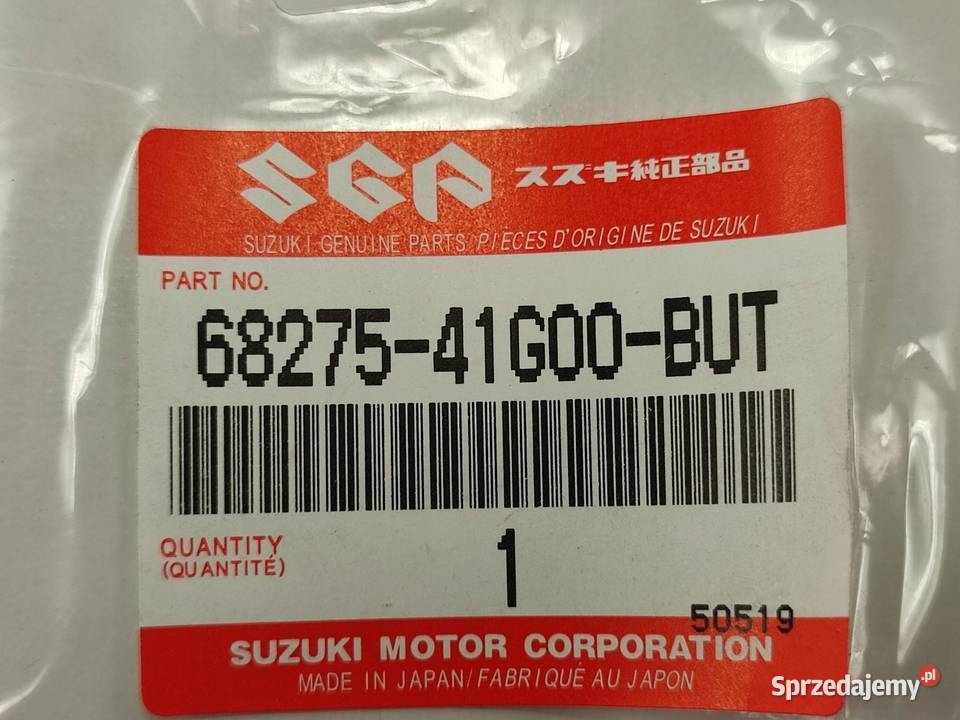 SGP スズキ純正部品
SUZUKI GENUINE PARTS/PIÈCES D'ORIGINE DE SUZUKI
PART NO.
68275-41G00-BUT
QUANTITY
(QUANTITÉ)
1
50519
SUZUKI MOTOR CORPORATION
MADE IN JAPAN/FABRIQUÉ AU JAPON
Sprzedajemy.pl